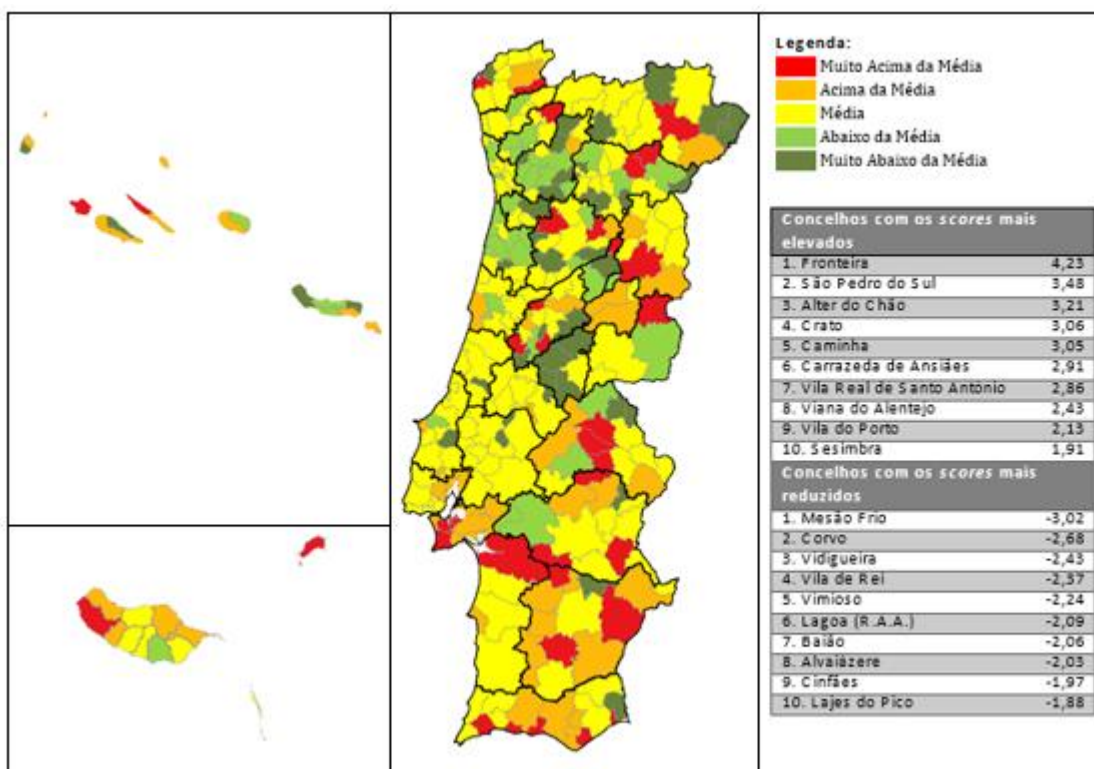 Legenda:
Muito Acima da Média
Acima da Média
Média
Abaixo da Média
Muito Abaixo da Média
Concelhos com os scores mais
elevados
1. Fronteira 4,23
2. São Pedro do Sul 3,48
3. Alter do Chão 3,21
4. Crato 3,06
5. Caminha 3,05
6. Carrazeda de Ansiães 2,91
7. Vila Real de Santo António 2,86
8. Viana do Alentejo 2,43
9. Vila do Porto 2,13
10. Sesimbra 1,91
Concelhos com os scores mais
reduzidos
1. Mesão Frio -3,02
2. Corvo -2,68
3. Vidigueira -2,43
4. Vila de Rei -2,37
5. Vimioso -2,24
6. Lagoa (R.A.A.) -2,09
7. Baião -2,06
8. Alvaiázere -2,03
9. Cinfães -1,97
10. Lajes do Pico -1,88